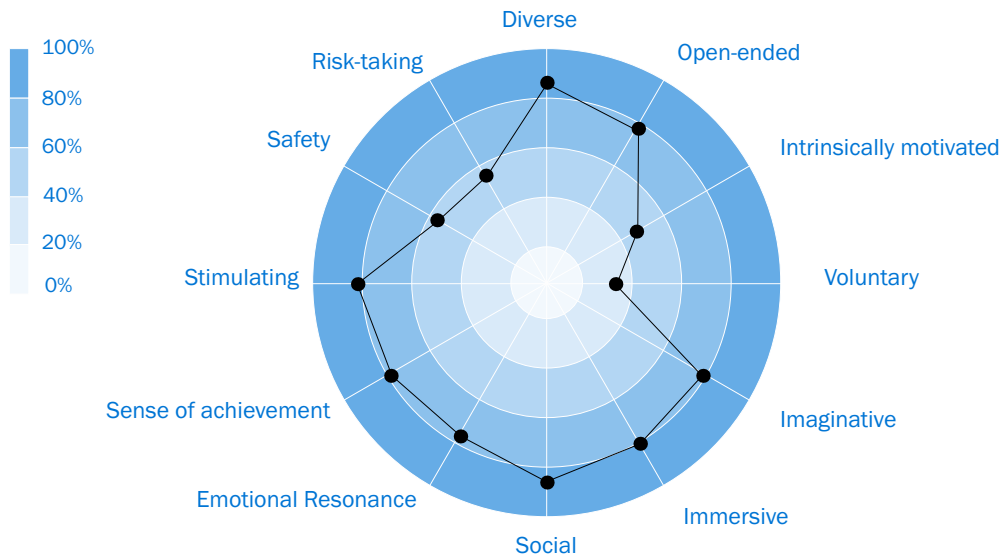 Diverse
Open-ended
Intrinsically motivated
Voluntary
Imaginative
Immersive
Social
Emotional Resonance
Sense of achievement
Stimulating
Safety
Risk-taking
100%
80%
60%
40%
20%
0%